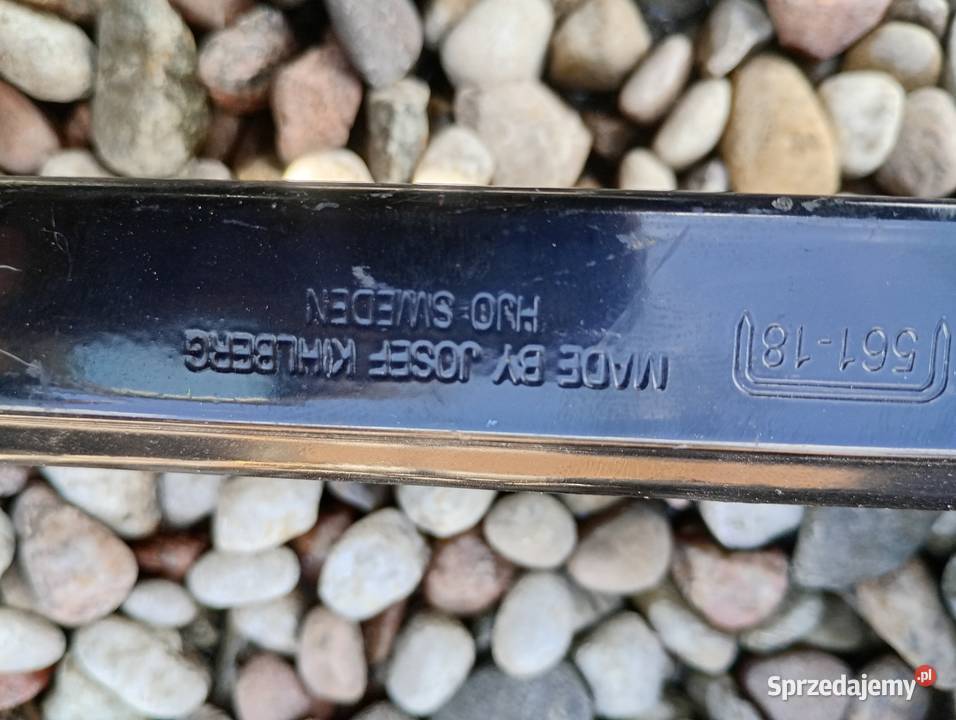 561-18
MADE BY JOSEF KIHLBERG
HJO SWEDEN
Sprzedajemy.pl